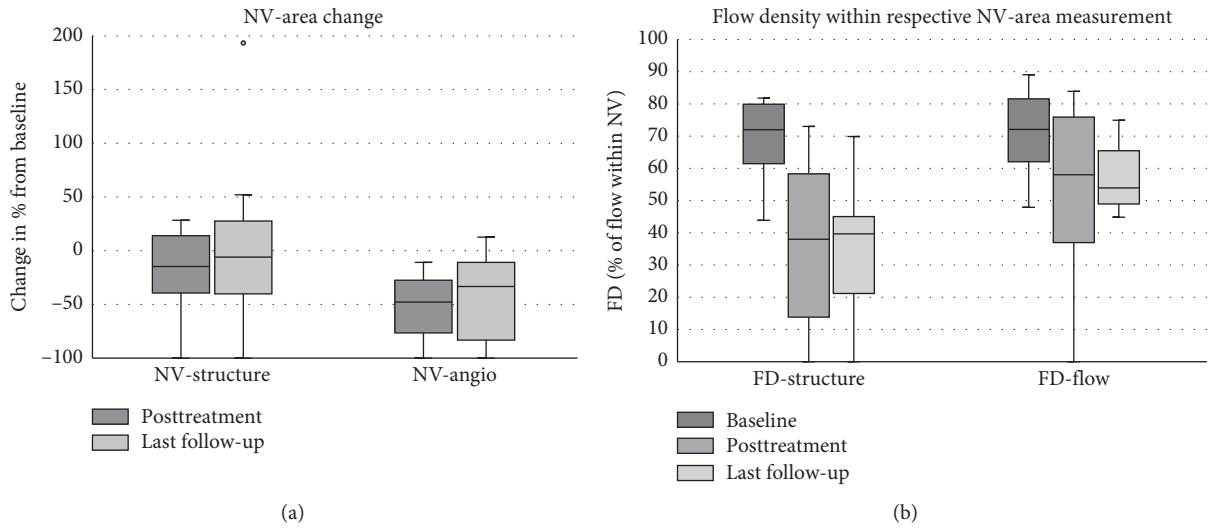 NV-area change
Change in % from baseline
200
150
100
50
0
–50
–100
NV-structure
NV-angio
Posttreatment
Last follow-up
(a)
Flow density within respective NV-area measurement
FD (% of flow within NV)
100
90
80
70
60
50
40
30
20
10
0
FD-structure
FD-flow
Baseline
Posttreatment
Last follow-up
(b)